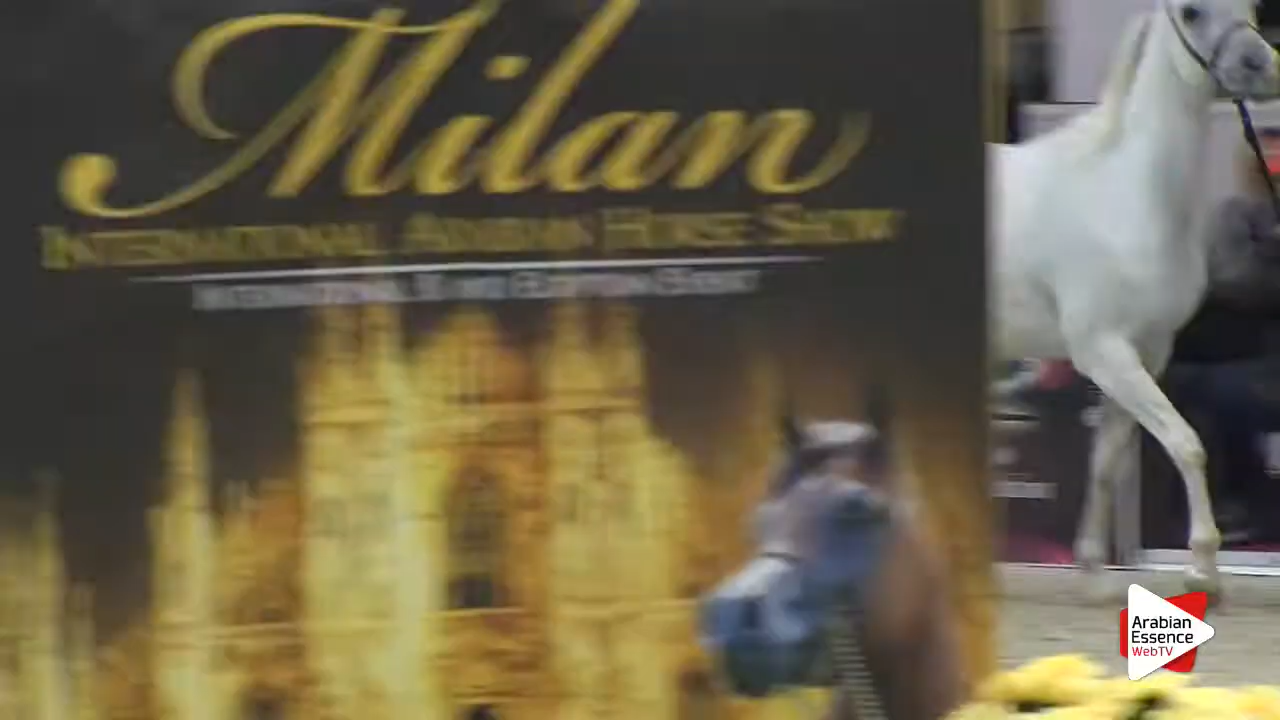 Milan
INTERNATIONAL ARABIAN HORSE SHOW
Arabian
Essence
WebTV